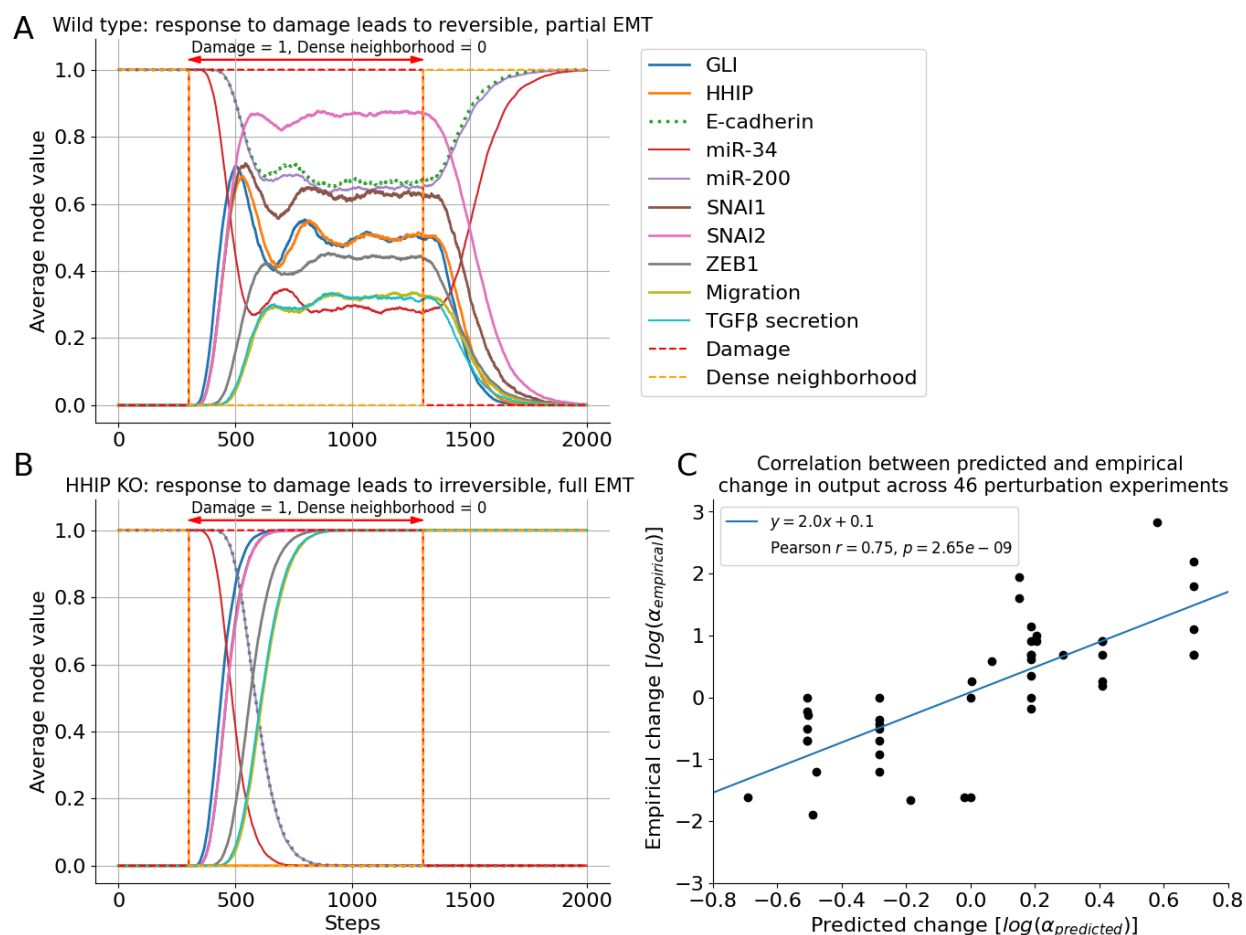 A
Wild type: response to damage leads to reversible, partial EMT
Damage = 1, Dense neighborhood = 0
1.0
0.8
0.6
0.4
0.2
0.0
Average node value
0
500
1000
1500
2000
GLI
HHIP
E-cadherin
miR-34
miR-200
SNAI1
SNAI2
ZEB1
Migration
TGFβ secretion
Damage
Dense neighborhood
B
HHIP KO: response to damage leads to irreversible, full EMT
Damage = 1, Dense neighborhood = 0
1.0
0.8
0.6
0.4
0.2
0.0
Average node value
0
500
1000
1500
2000
Steps
C
Correlation between predicted and empirical
change in output across 46 perturbation experiments
y = 2.0x + 0.1
Pearson r = 0.75, p = 2.65e − 09
3
2
1
0
−1
−2
−3
Empirical change [log(α_empirical)]
−0.8
−0.6
−0.4
−0.2
0.0
0.2
0.4
0.6
0.8
Predicted change [log(α_predicted)]